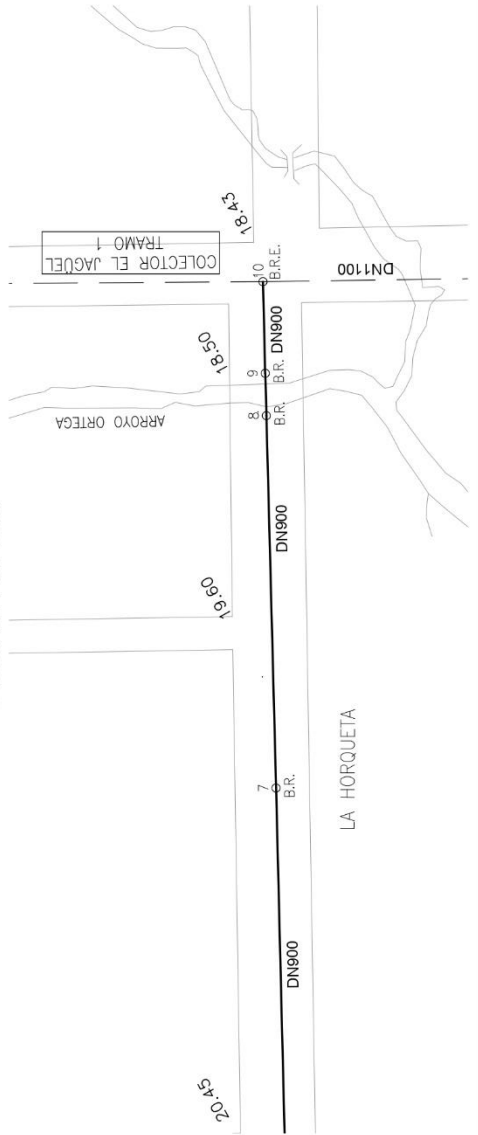 18.43
COLECTOR EL JAGÜEL
TRAMO 1
10
B.R.E.
DN1100
DN900
18.50
9
B.R.
8
B.R.
ARROYO ORTEGA
DN900
19.60
7
B.R.
LA HORQUETA
DN900
20.45